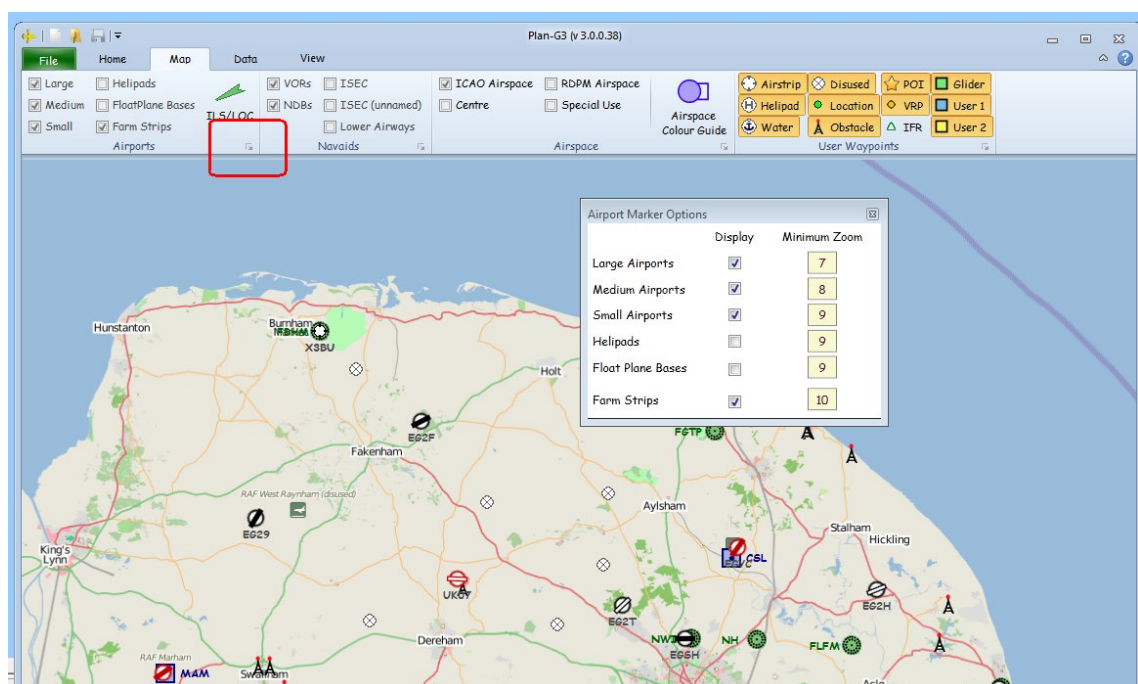 Plan-G3 (v 3.0.0.38)
File Home Map Data View
Large Helipads VORs ISEC ICAO Airspace RDPM Airspace Airstrip Disused POI Glider
Medium FloatPlane Bases NDBs ISEC (unnamed) Centre Special Use Helipad Location VRP User 1
Small Farm Strips ILS/LOC Lower Airways Airspace Colour Guide Water Obstacle IFR User 2
Airports Navaids Airspace User Waypoints
Airport Marker Options
Display Minimum Zoom
Large Airports 7
Medium Airports 8
Small Airports 9
Helipads 9
Float Plane Bases 9
Farm Strips 10
Hunstanton
Burnham
XSBU
Holt
EG2F
Fakenham
FGTP
RAF West Raynham (disused)
EG29
Aylsham
Stalham
Hickling
King's
Lynn
CSL
EG2H
EG2T
Dereham
NH
EGSH
FLFM
RAF Marham
MAM